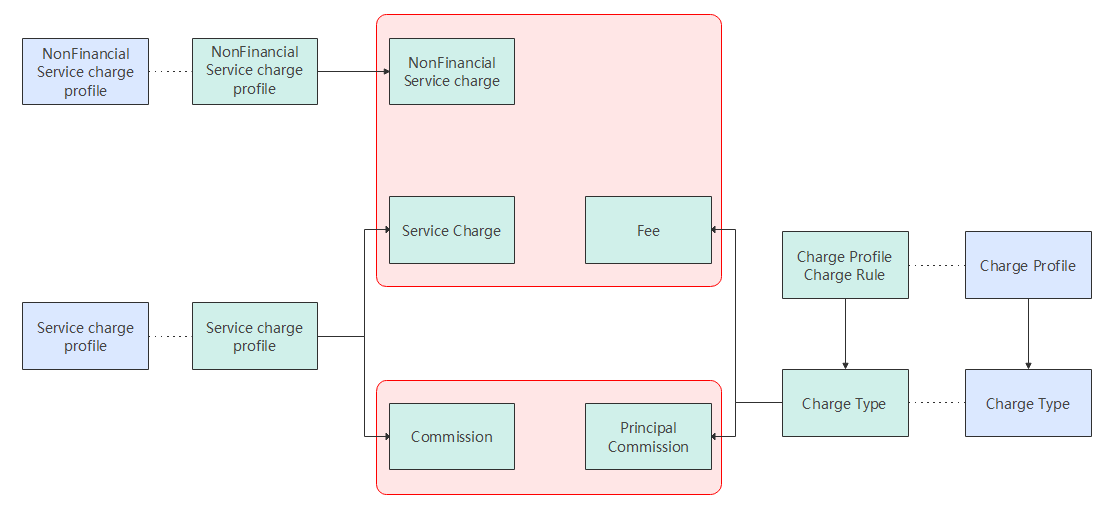 NonFinancial
Service charge
profile
NonFinancial
Service charge
profile
NonFinancial
Service charge
Service Charge
Fee
Charge Profile
Charge Rule
Charge Profile
Service charge
profile
Service charge
profile
Charge Type
Charge Type
Commission
Principal
Commission